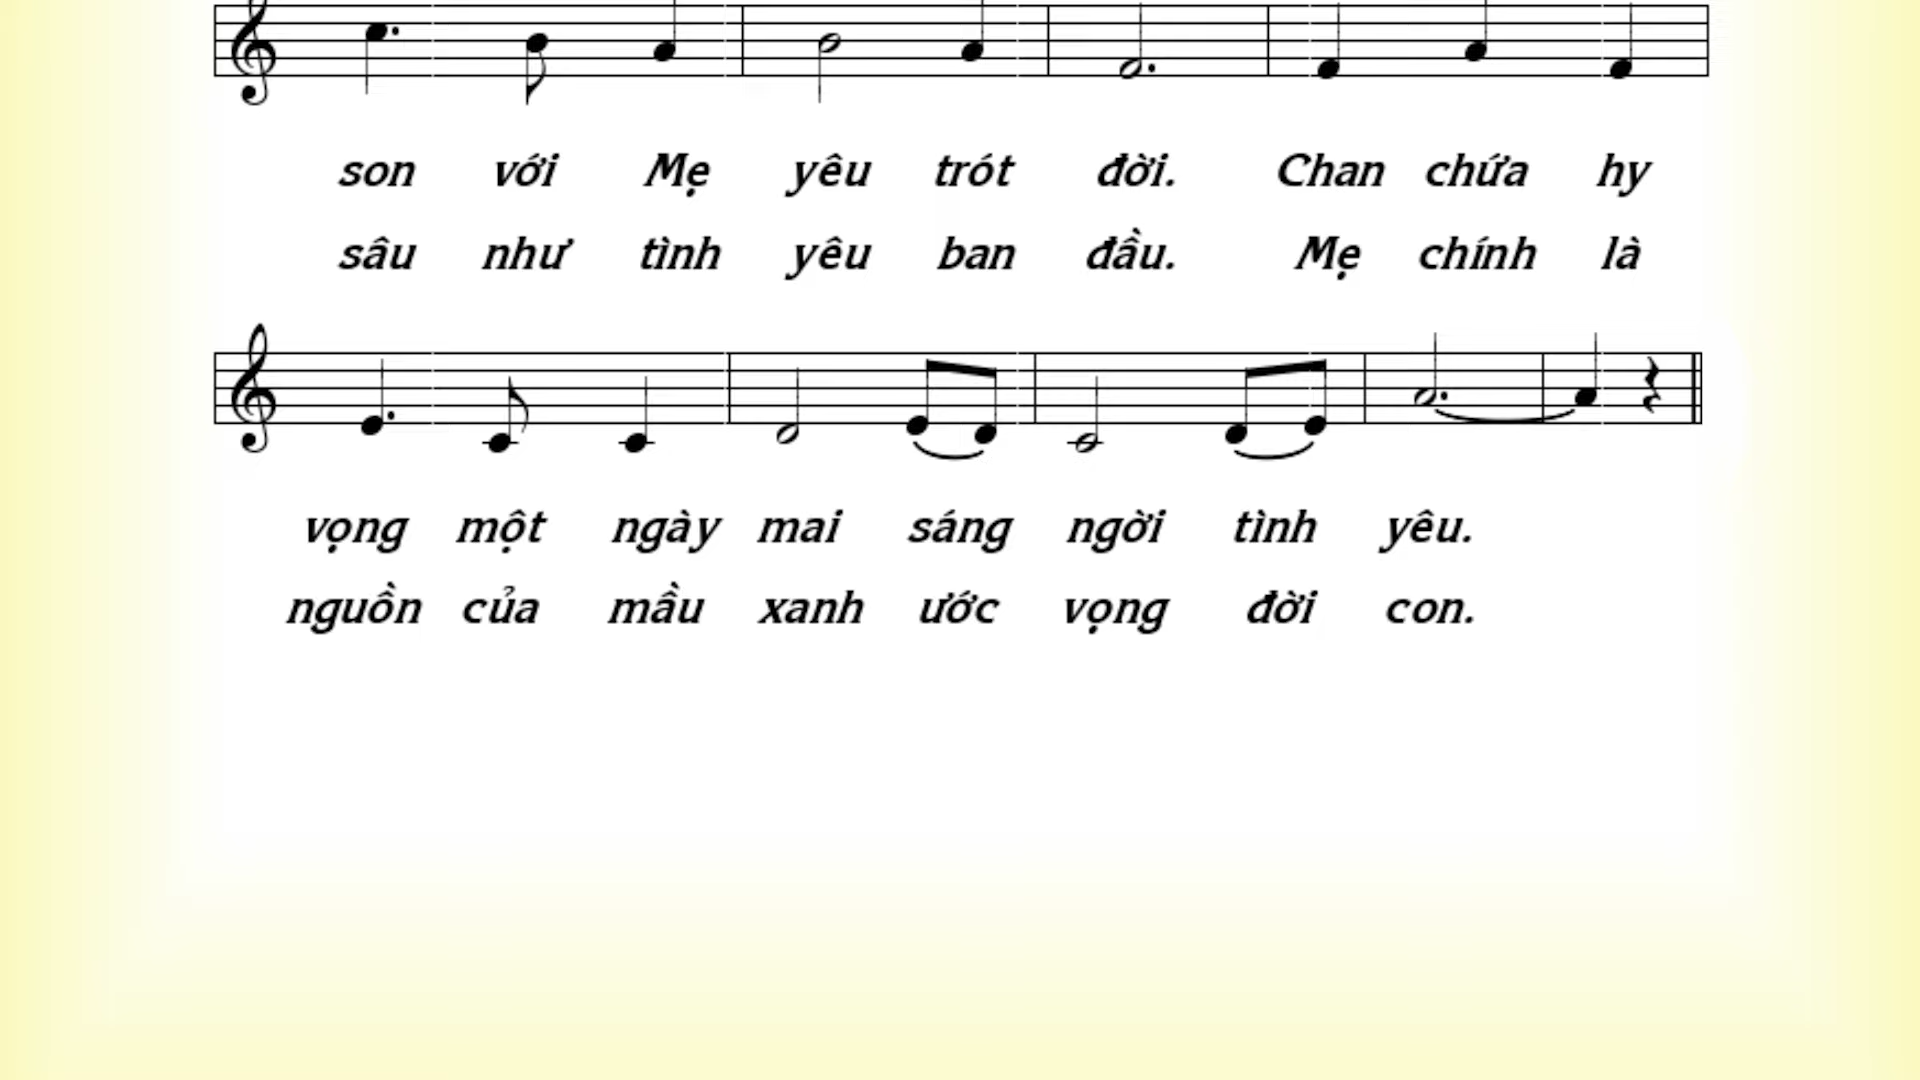 son với Mẹ yêu trót đời. Chan chứa hy
sâu như tình yêu ban đầu. Mẹ chính là
vọng một ngày mai sáng ngời tình yêu.
nguồn của mầu xanh ước vọng đời con.